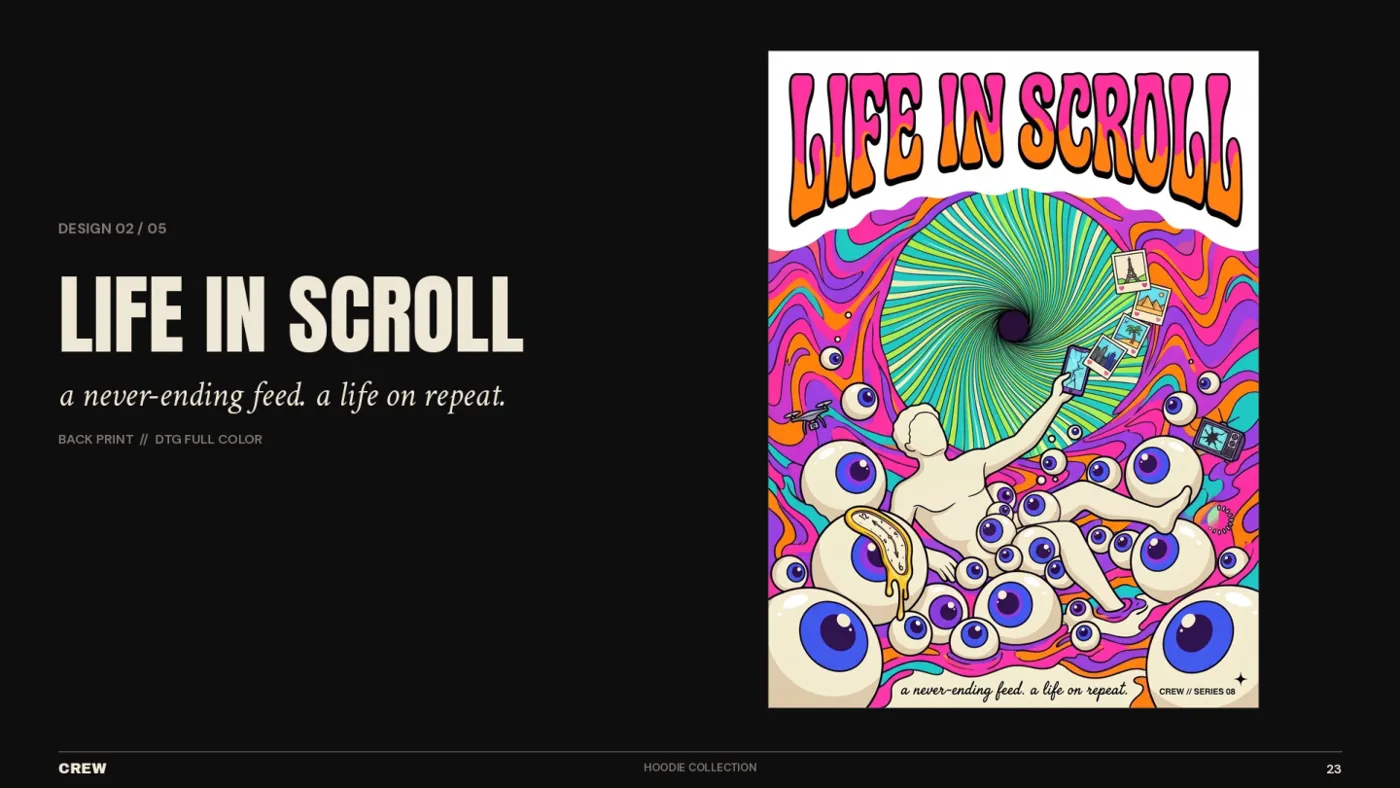 DESIGN 02 / 05
LIFE IN SCROLL
a never-ending feed. a life on repeat.
BACK PRINT // DTG FULL COLOR
LIFE IN SCROLL
a never-ending feed. a life on repeat.
CREW // SERIES 08
CREW
HOODIE COLLECTION
23